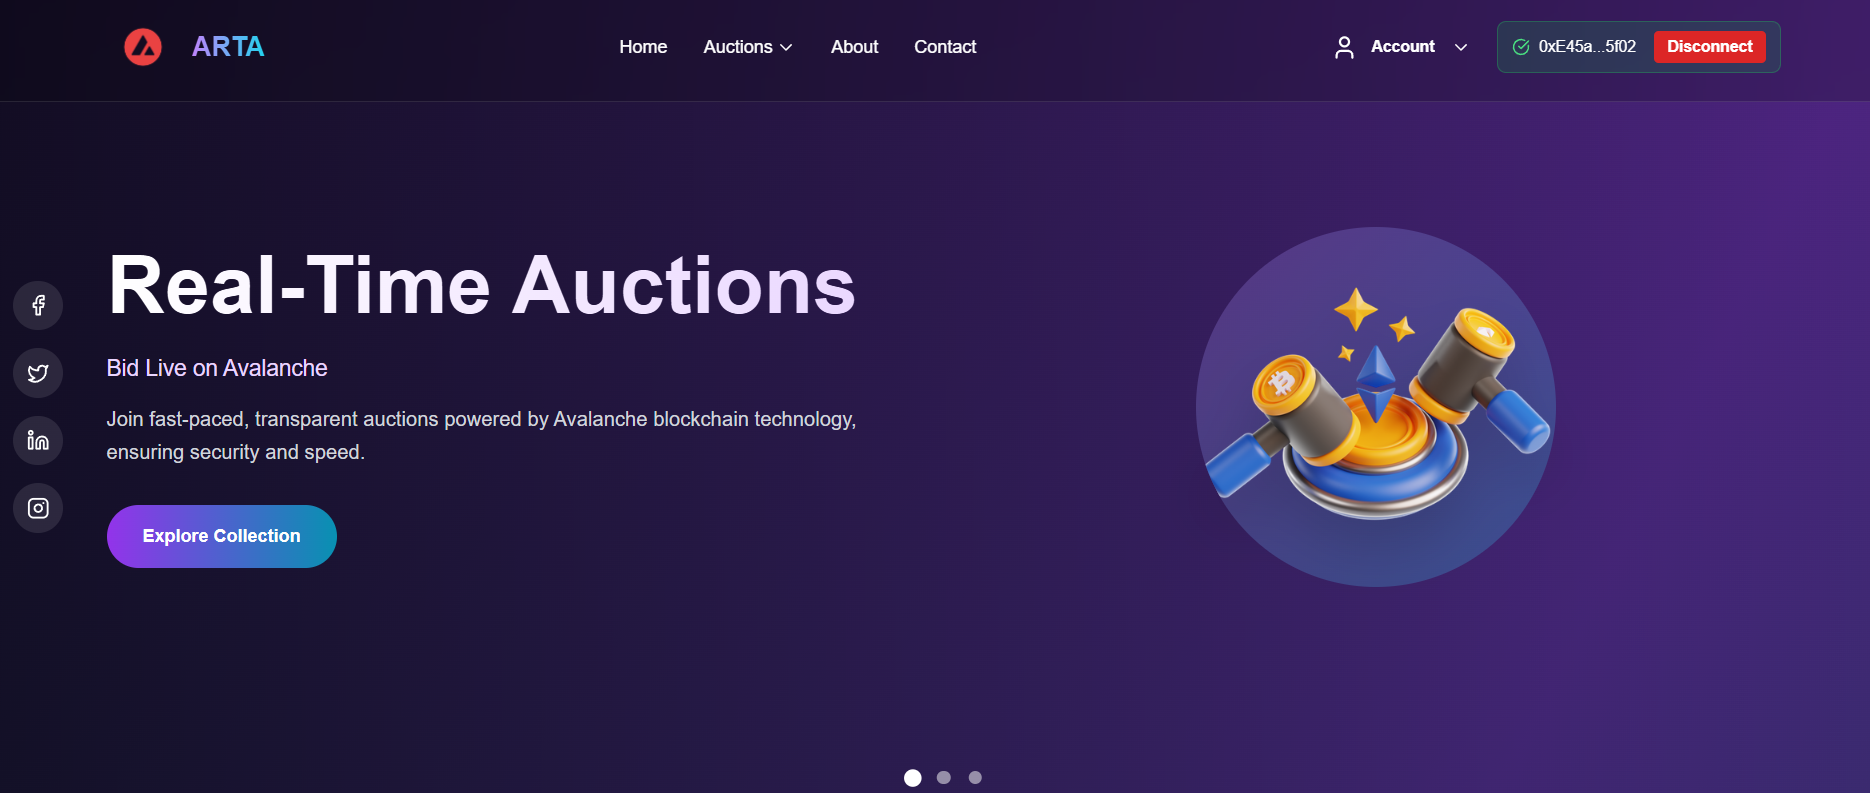 ARTA
Home
Auctions
About
Contact
Account
0xE45a...5f02
Disconnect
Real-Time Auctions
Bid Live on Avalanche
Join fast-paced, transparent auctions powered by Avalanche blockchain technology,
ensuring security and speed.
Explore Collection